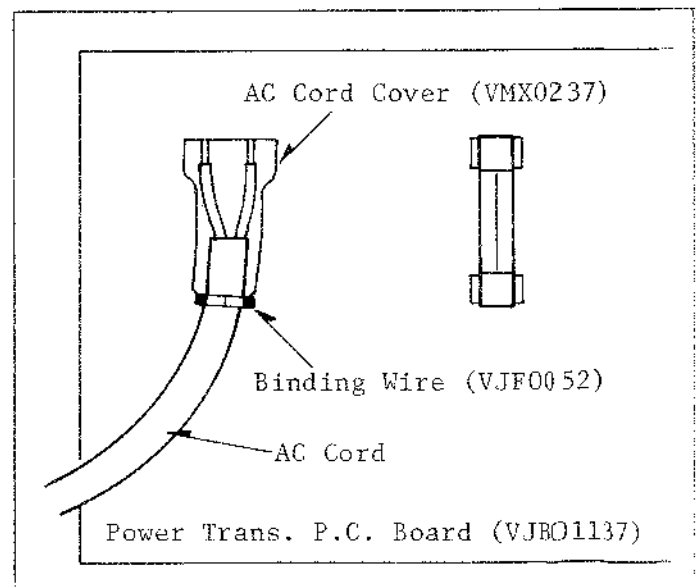 AC Cord Cover (VMX0237)
Binding Wire (VJF0052)
AC Cord
Power Trans. P.C. Board (VJB01137)